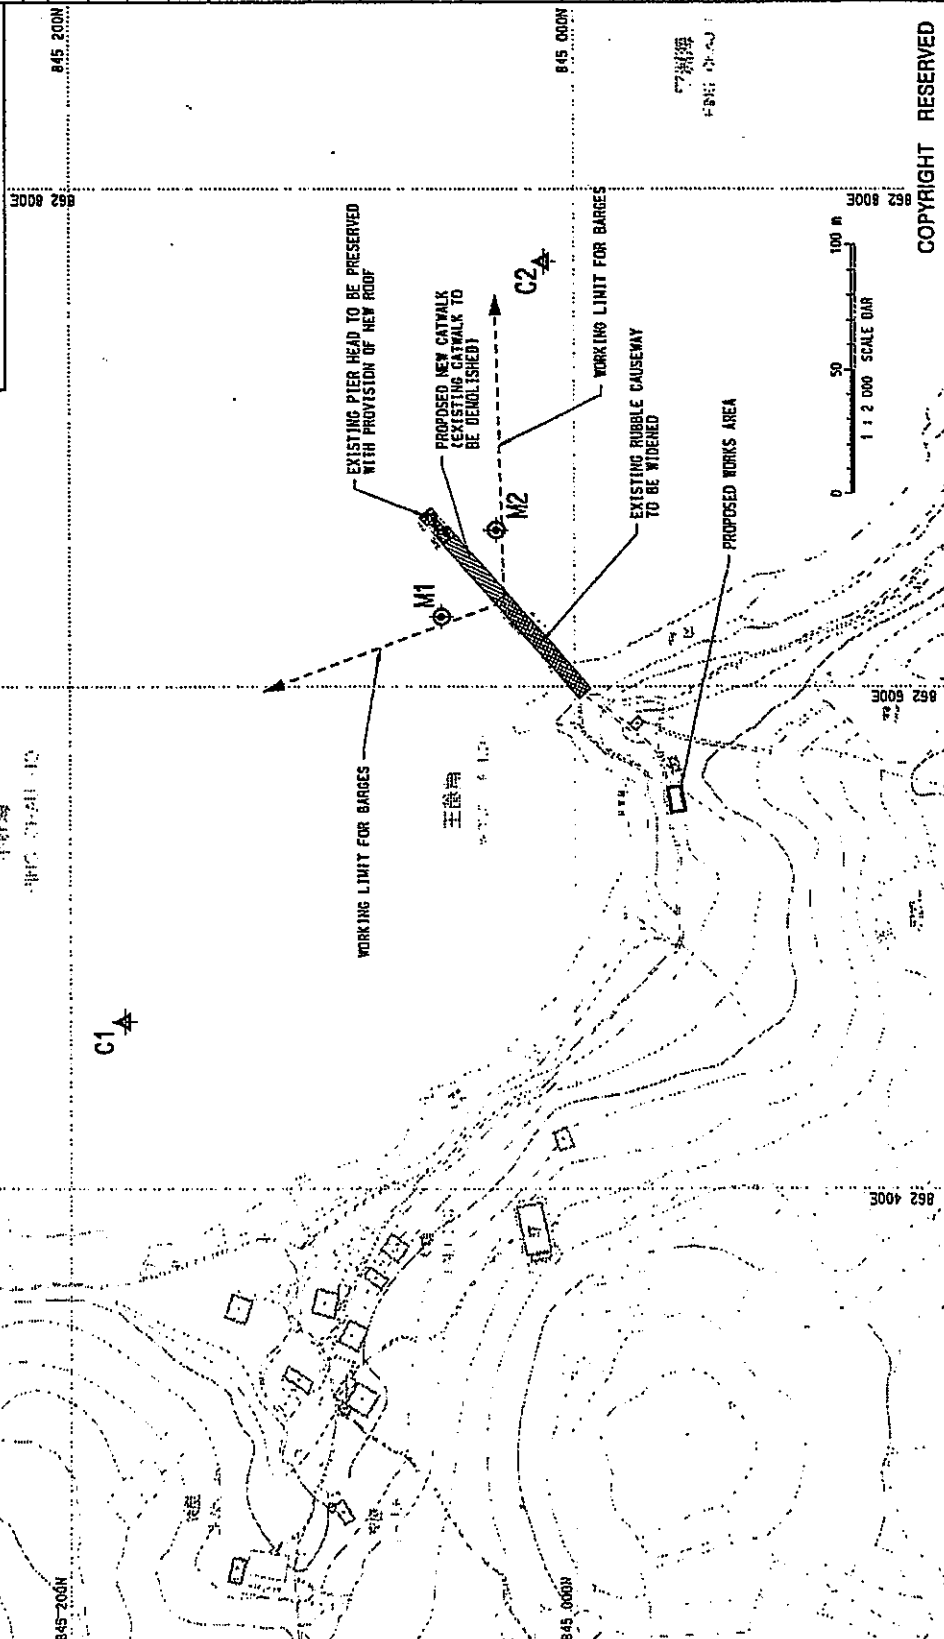 845 200N
845 000N
862 800E
862 800E
EXISTING PIER HEAD TO BE PRESERVED
WITH PROVISION OF NEW ROOF
PROPOSED NEW CATWALK
(EXISTING CATWALK TO
BE DEMOLISHED)
C2
WORKING LIMIT FOR BARGES
EXISTING RUBBLE CAUSEWAY
TO BE WIDENED
PROPOSED WORKS AREA
M1
M2
0
50
100 m
1 : 2 000 SCALE BAR
COPYRIGHT RESERVED
WORKING LIMIT FOR BARGES
862 600E
C1
862 400E
845 200N
845 000N